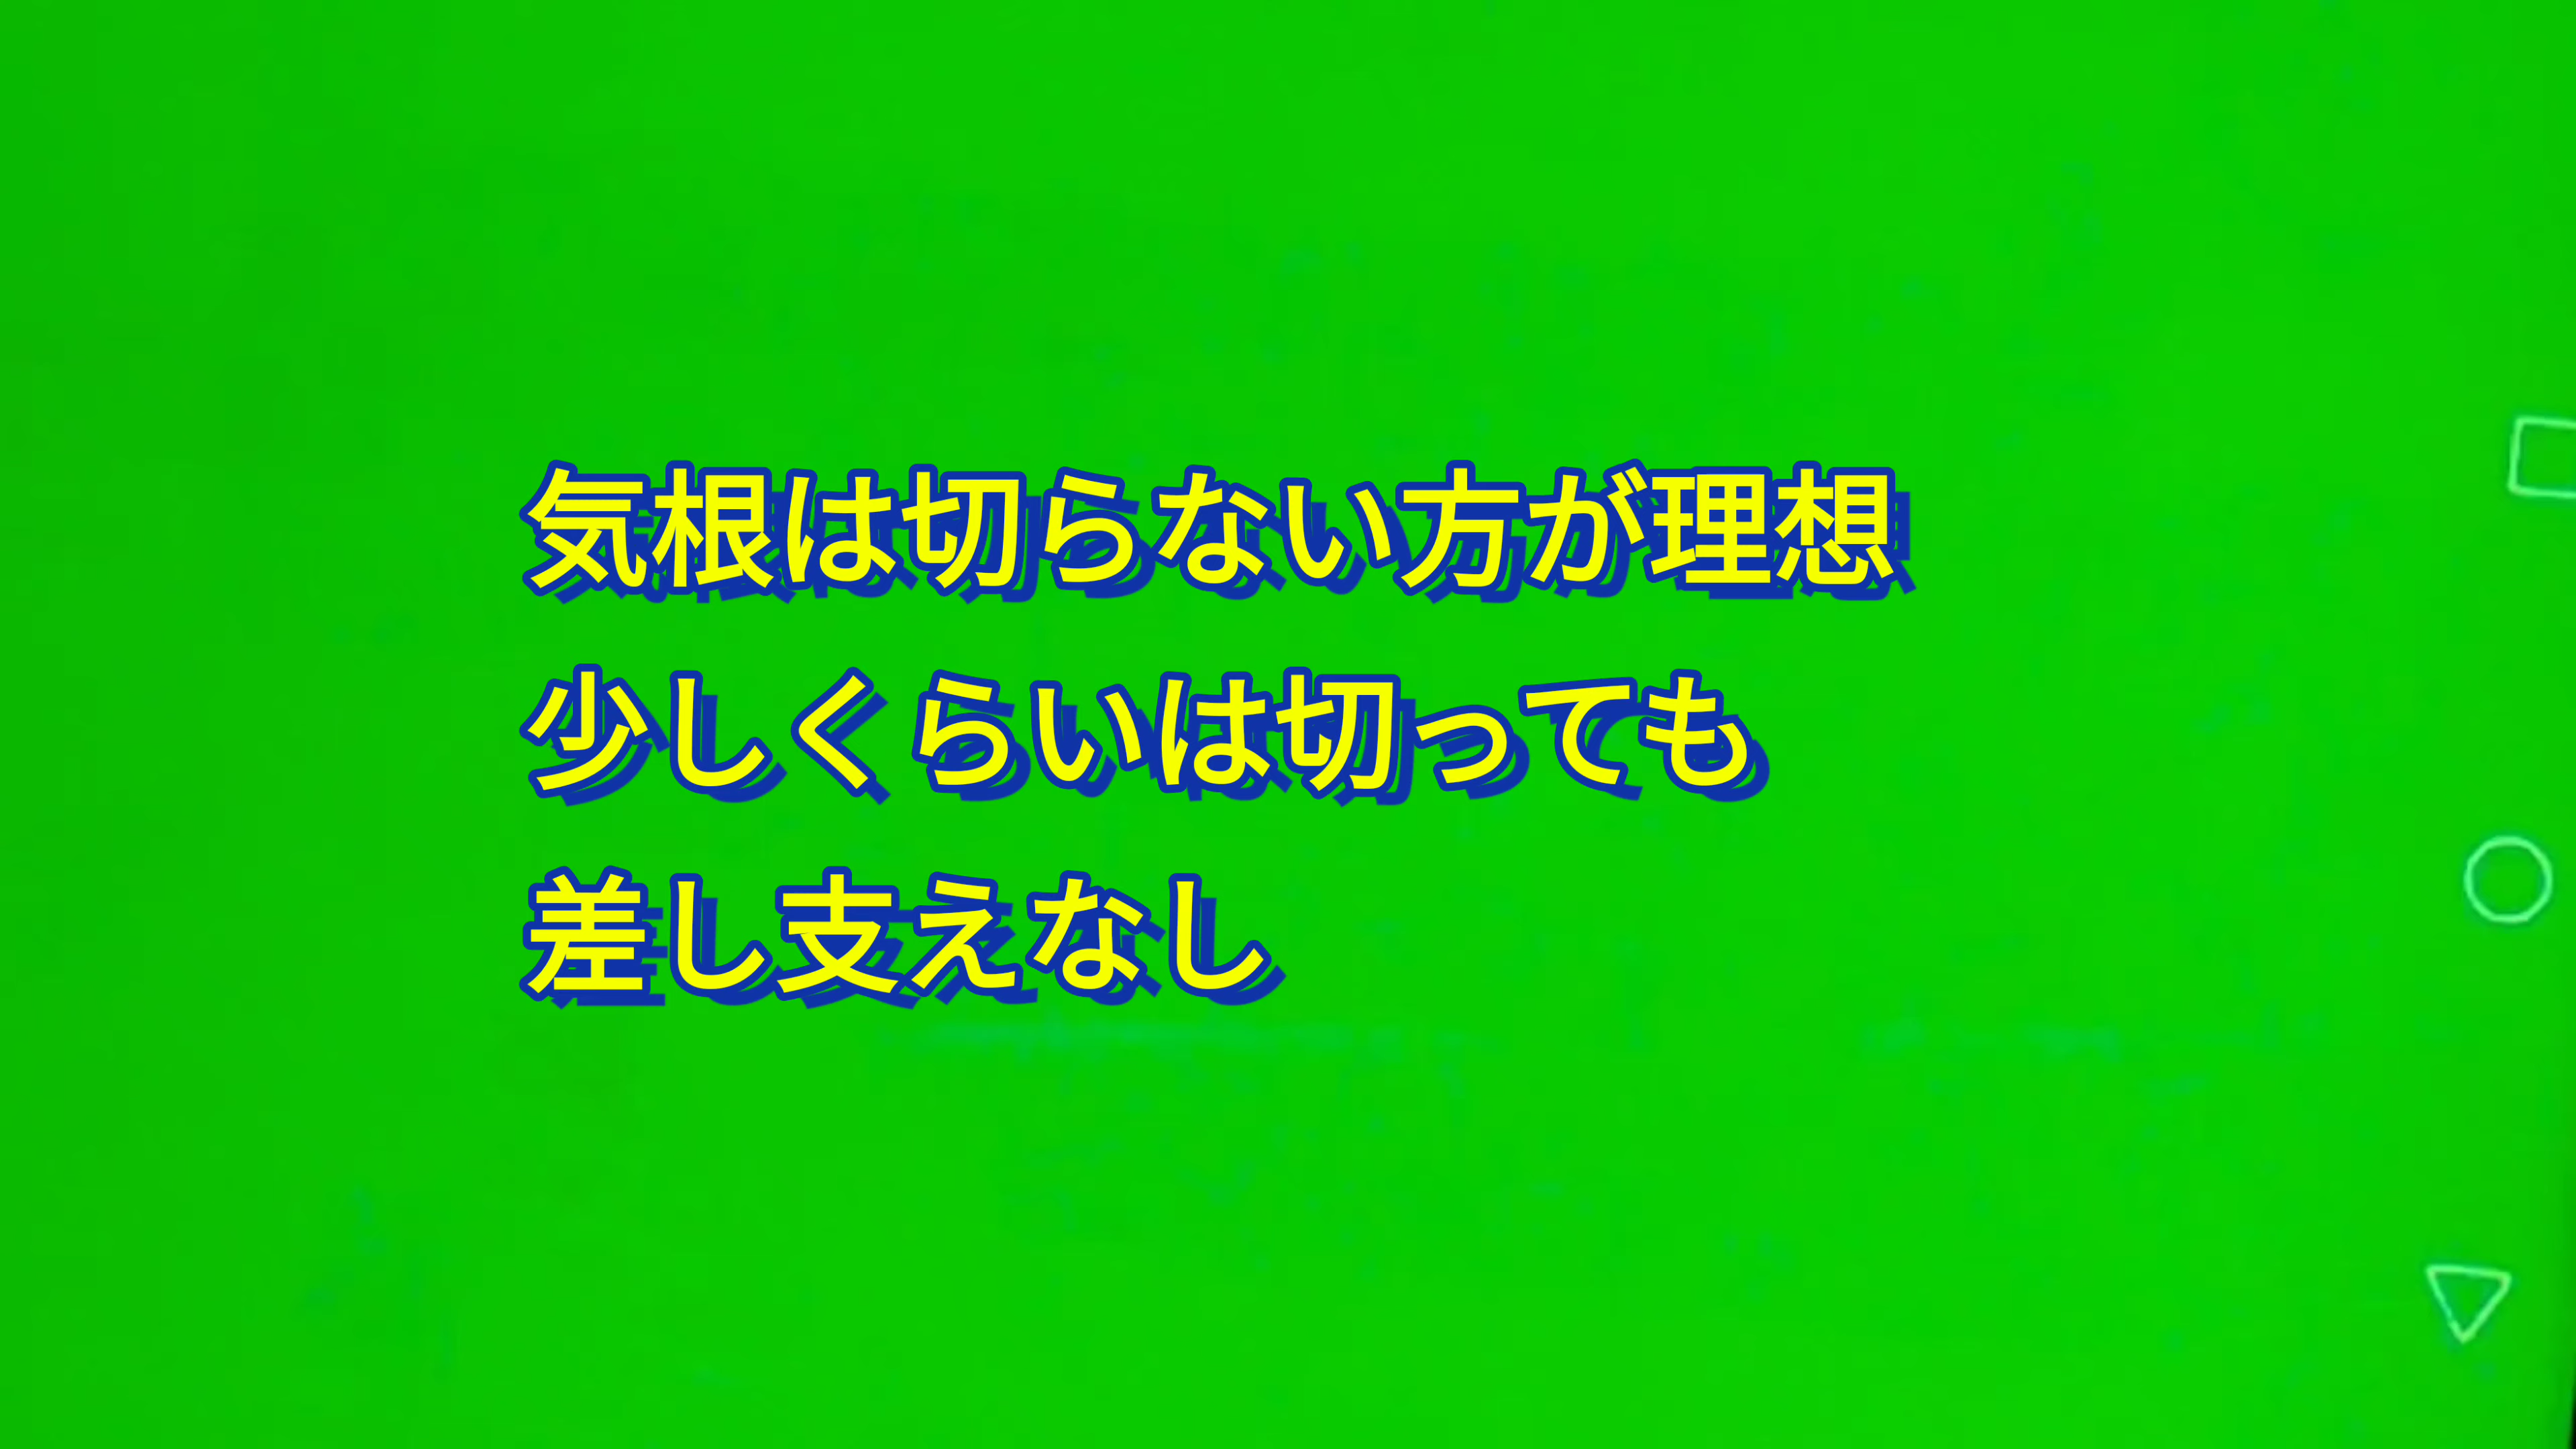 気根は切らない方が理想
少しくらいは切っても
差し支えなし